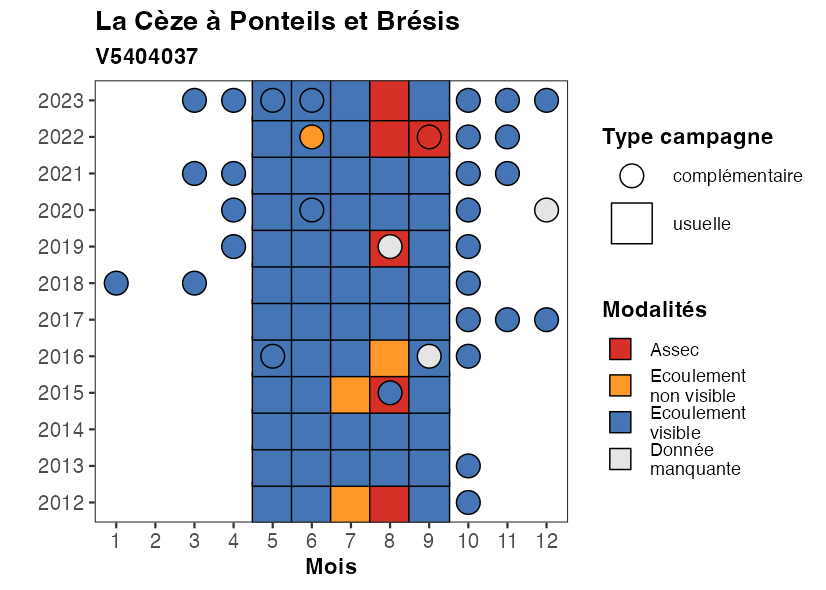 La Cèze à Ponteils et Brésis
V5404037
2023
2022
2021
2020
2019
2018
2017
2016
2015
2014
2013
2012
1 2 3 4 5 6 7 8 9 10 11 12
Mois
Type campagne
complémentaire
usuelle
Modalités
Assec
Ecoulement
non visible
Ecoulement
visible
Donnée
manquante